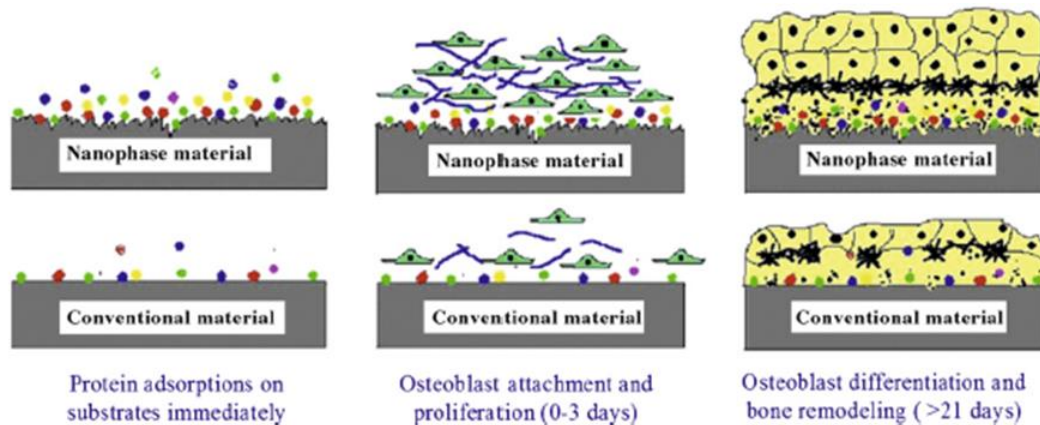 Nanophase material
Nanophase material
Nanophase material
Conventional material
Conventional material
Conventional material
Protein adsorptions on
substrates immediately
Osteoblast attachment and
proliferation (0-3 days)
Osteoblast differentiation and
bone remodeling ( >21 days)